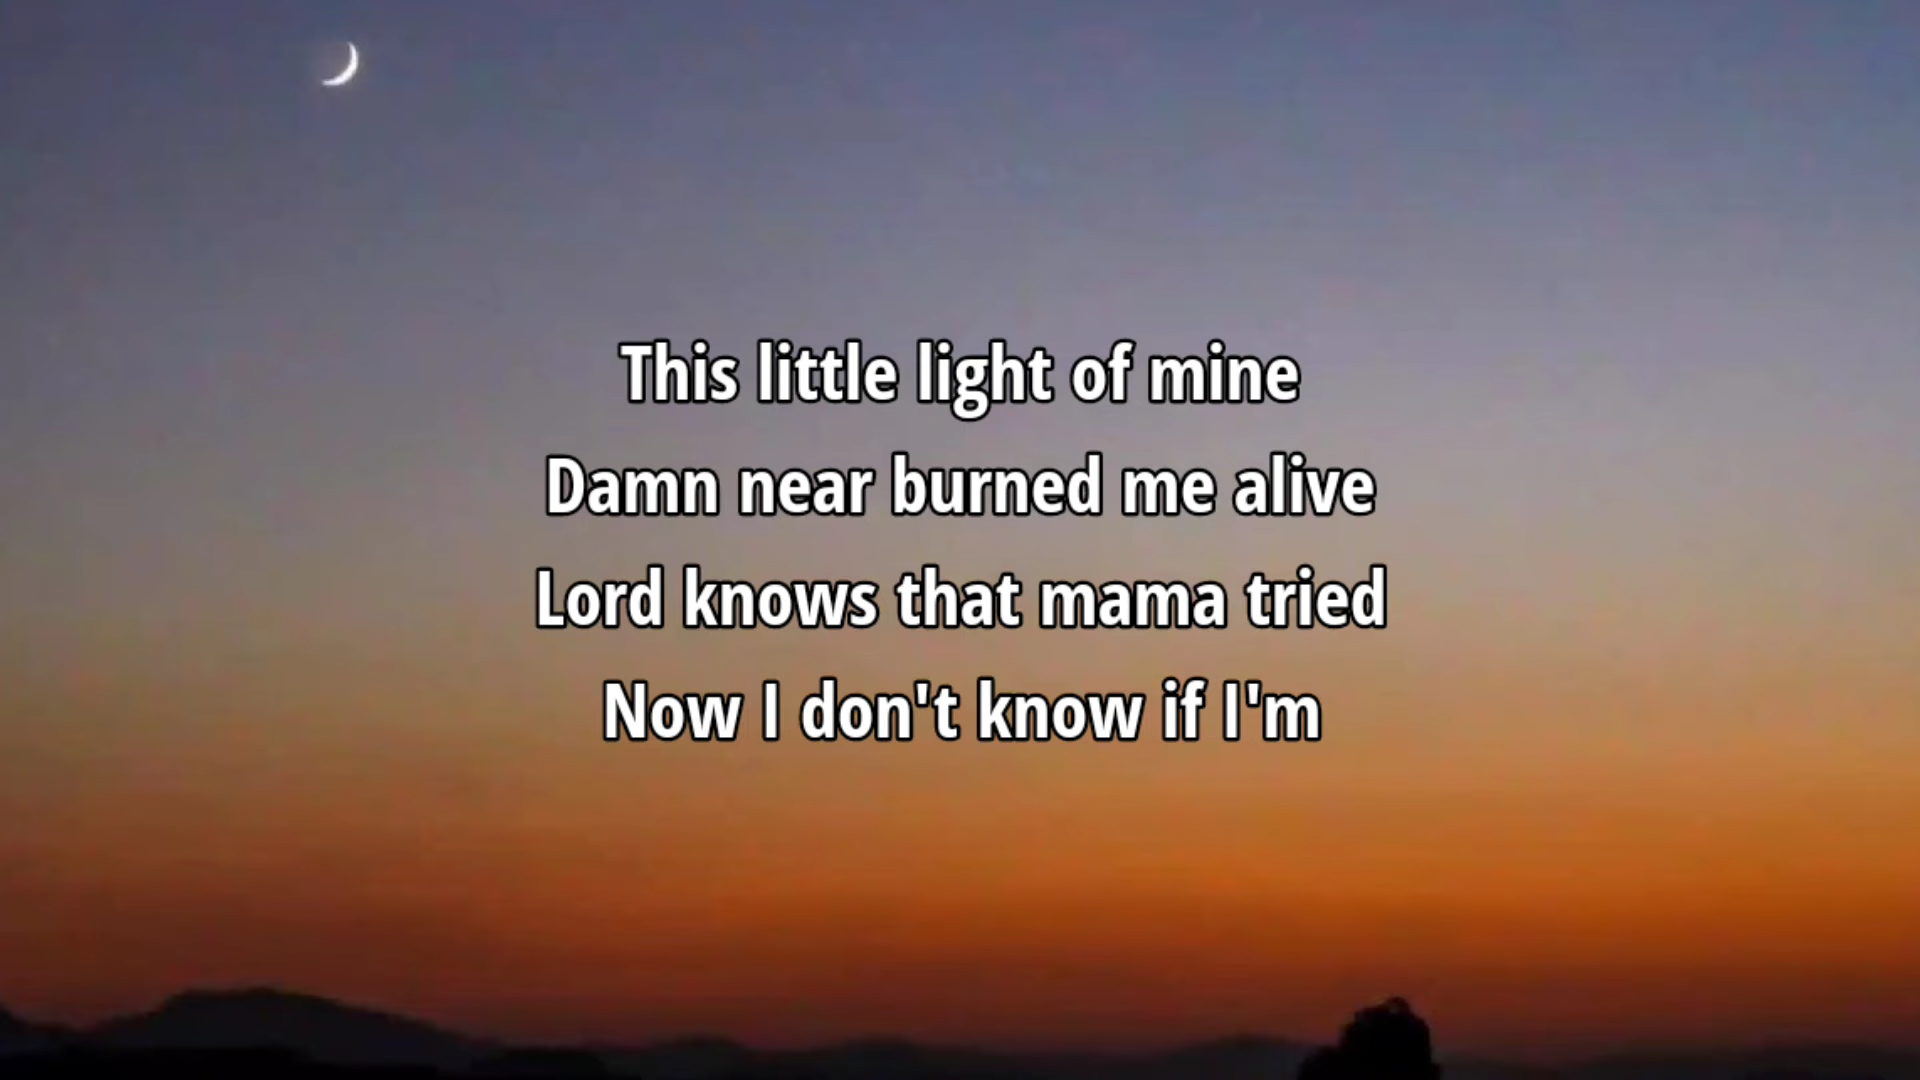 This little light of mine
Damn near burned me alive
Lord knows that mama tried
Now I don't know if I'm